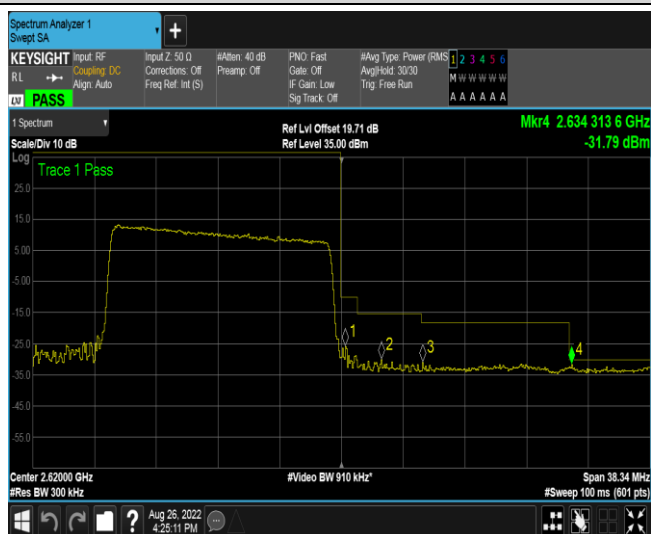 Spectrum Analyzer 1
Swept SA
+
KEYSIGHT
RL
LXI PASS
Input: RF
Coupling: DC
Align: Auto
Input Z: 50 Ω
Corrections: Off
Freq Ref: Int (S)
#Atten: 40 dB
Preamp: Off
PNO: Fast
Gate: Off
IF Gain: Low
Sig Track: Off
#Avg Type: Power (RMS
Avg|Hold: 30/30
Trig: Free Run
1 2 3 4 5 6
M W W W W W
A A A A A A
1 Spectrum
Scale/Div 10 dB
Ref Lvl Offset 19.71 dB
Ref Level 35.00 dBm
Mkr4 2.634 313 6 GHz
-31.79 dBm
Log
Trace 1 Pass
25.0
15.0
5.00
-5.00
-15.0
-25.0
-35.0
-45.0
-55.0
1
2
3
4
Center 2.62000 GHz
#Res BW 300 kHz
#Video BW 910 kHz*
Span 38.34 MHz
#Sweep 100 ms (601 pts)
?
Aug 26, 2022
4:25:11 PM